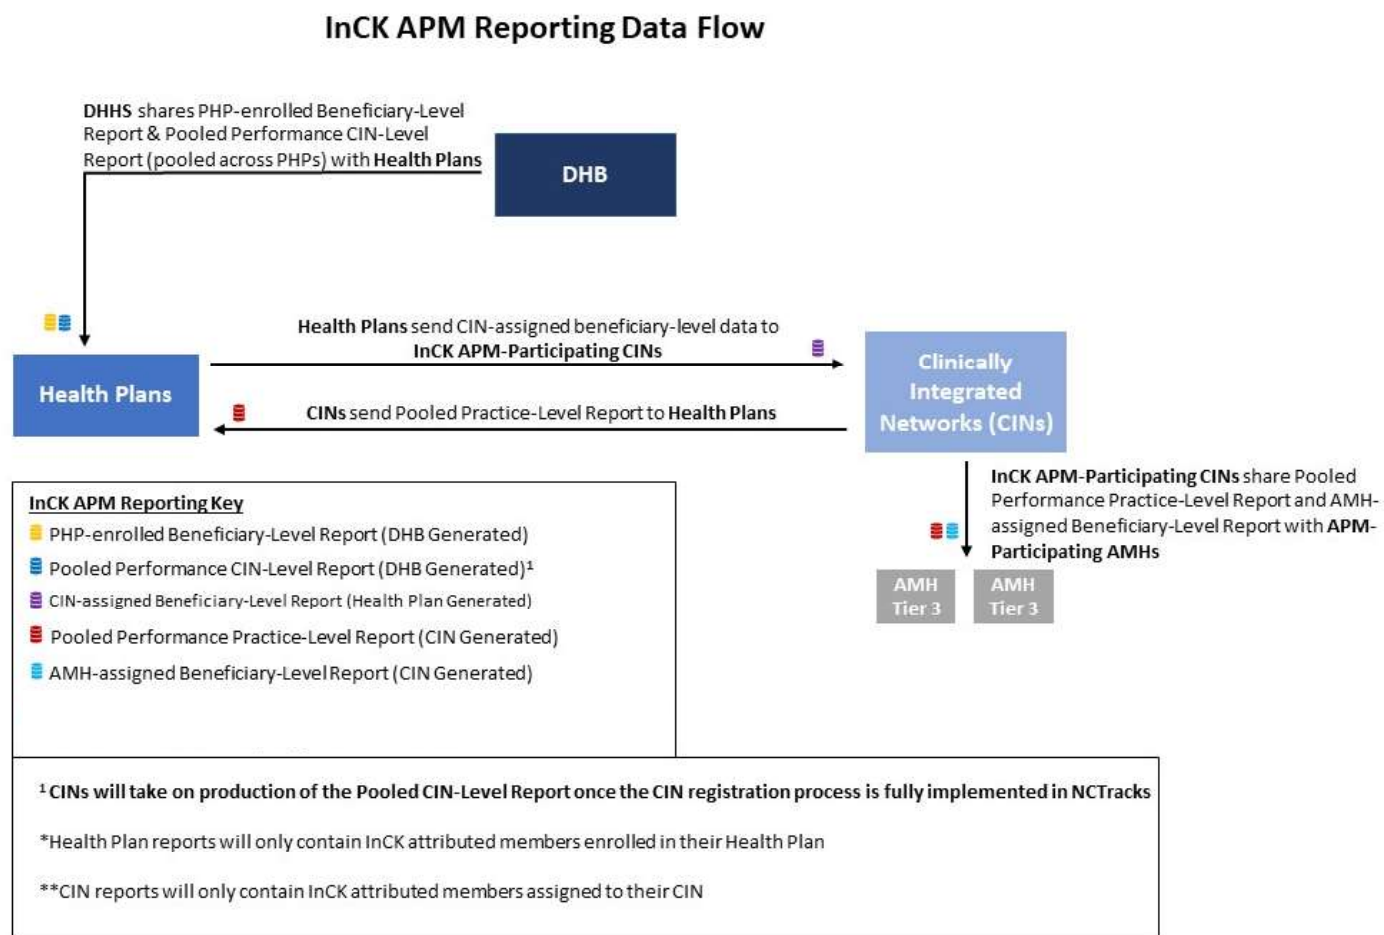 InCK APM Reporting Data Flow
DHHS shares PHP-enrolled Beneficiary-Level
Report & Pooled Performance CIN-Level
Report (pooled across PHPs) with Health Plans
DHB
Health Plans send CIN-assigned beneficiary-level data to
InCK APM-Participating CINs
Health Plans
CINs send Pooled Practice-Level Report to Health Plans
Clinically
Integrated
Networks (CINs)
InCK APM-Participating CINs share Pooled
Performance Practice-Level Report and AMH-
assigned Beneficiary-Level Report with APM-
Participating AMHs
AMH
Tier 3
AMH
Tier 3
InCK APM Reporting Key
PHP-enrolled Beneficiary-Level Report (DHB Generated)
Pooled Performance CIN-Level Report (DHB Generated)¹
CIN-assigned Beneficiary-Level Report (Health Plan Generated)
Pooled Performance Practice-Level Report (CIN Generated)
AMH-assigned Beneficiary-Level Report (CIN Generated)
¹ CINs will take on production of the Pooled CIN-Level Report once the CIN registration process is fully implemented in NCTracks
*Health Plan reports will only contain InCK attributed members enrolled in their Health Plan
**CIN reports will only contain InCK attributed members assigned to their CIN